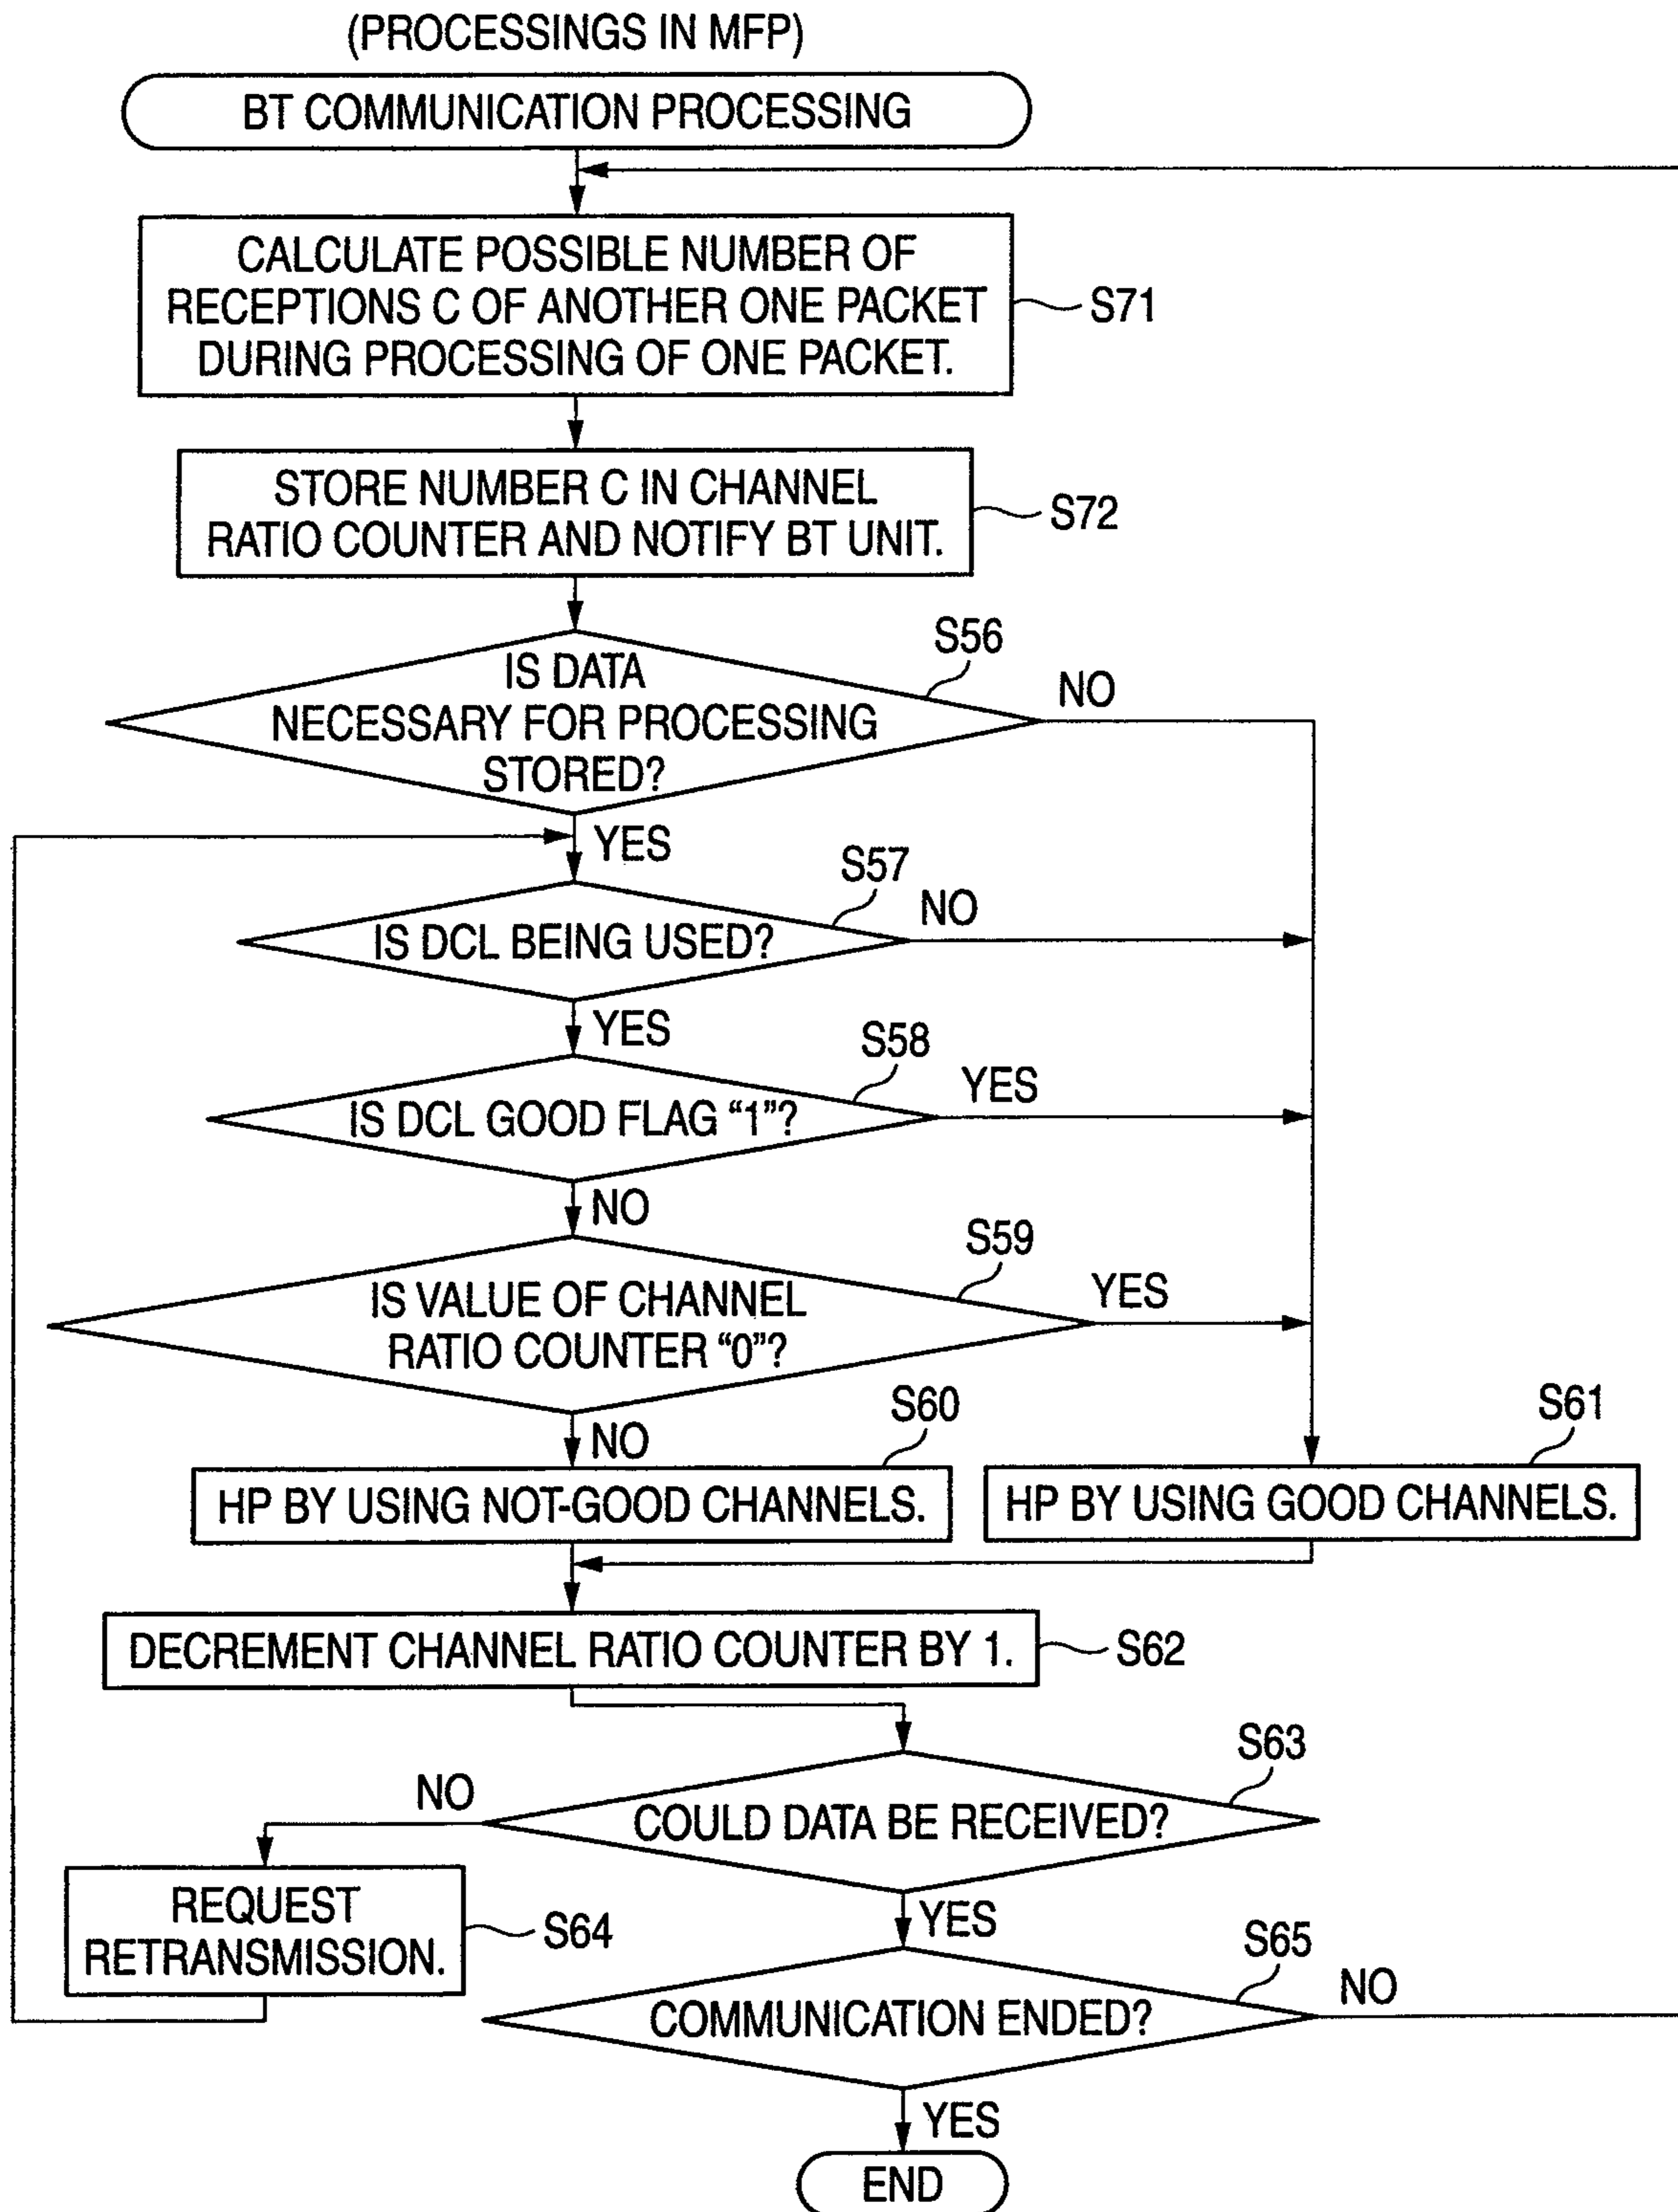 (PROCESSINGS IN MFP)
BT COMMUNICATION PROCESSING
CALCULATE POSSIBLE NUMBER OF
RECEPTIONS C OF ANOTHER ONE PACKET
DURING PROCESSING OF ONE PACKET.
S71
STORE NUMBER C IN CHANNEL
RATIO COUNTER AND NOTIFY BT UNIT.
S72
IS DATA
NECESSARY FOR PROCESSING
STORED?
S56
NO
YES
IS DCL BEING USED?
S57
NO
YES
IS DCL GOOD FLAG “1”?
S58
YES
NO
IS VALUE OF CHANNEL
RATIO COUNTER “0”?
S59
YES
NO
S60
HP BY USING NOT-GOOD CHANNELS.
S61
HP BY USING GOOD CHANNELS.
DECREMENT CHANNEL RATIO COUNTER BY 1.
S62
COULD DATA BE RECEIVED?
S63
NO
REQUEST
RETRANSMISSION.
S64
YES
COMMUNICATION ENDED?
S65
NO
YES
END